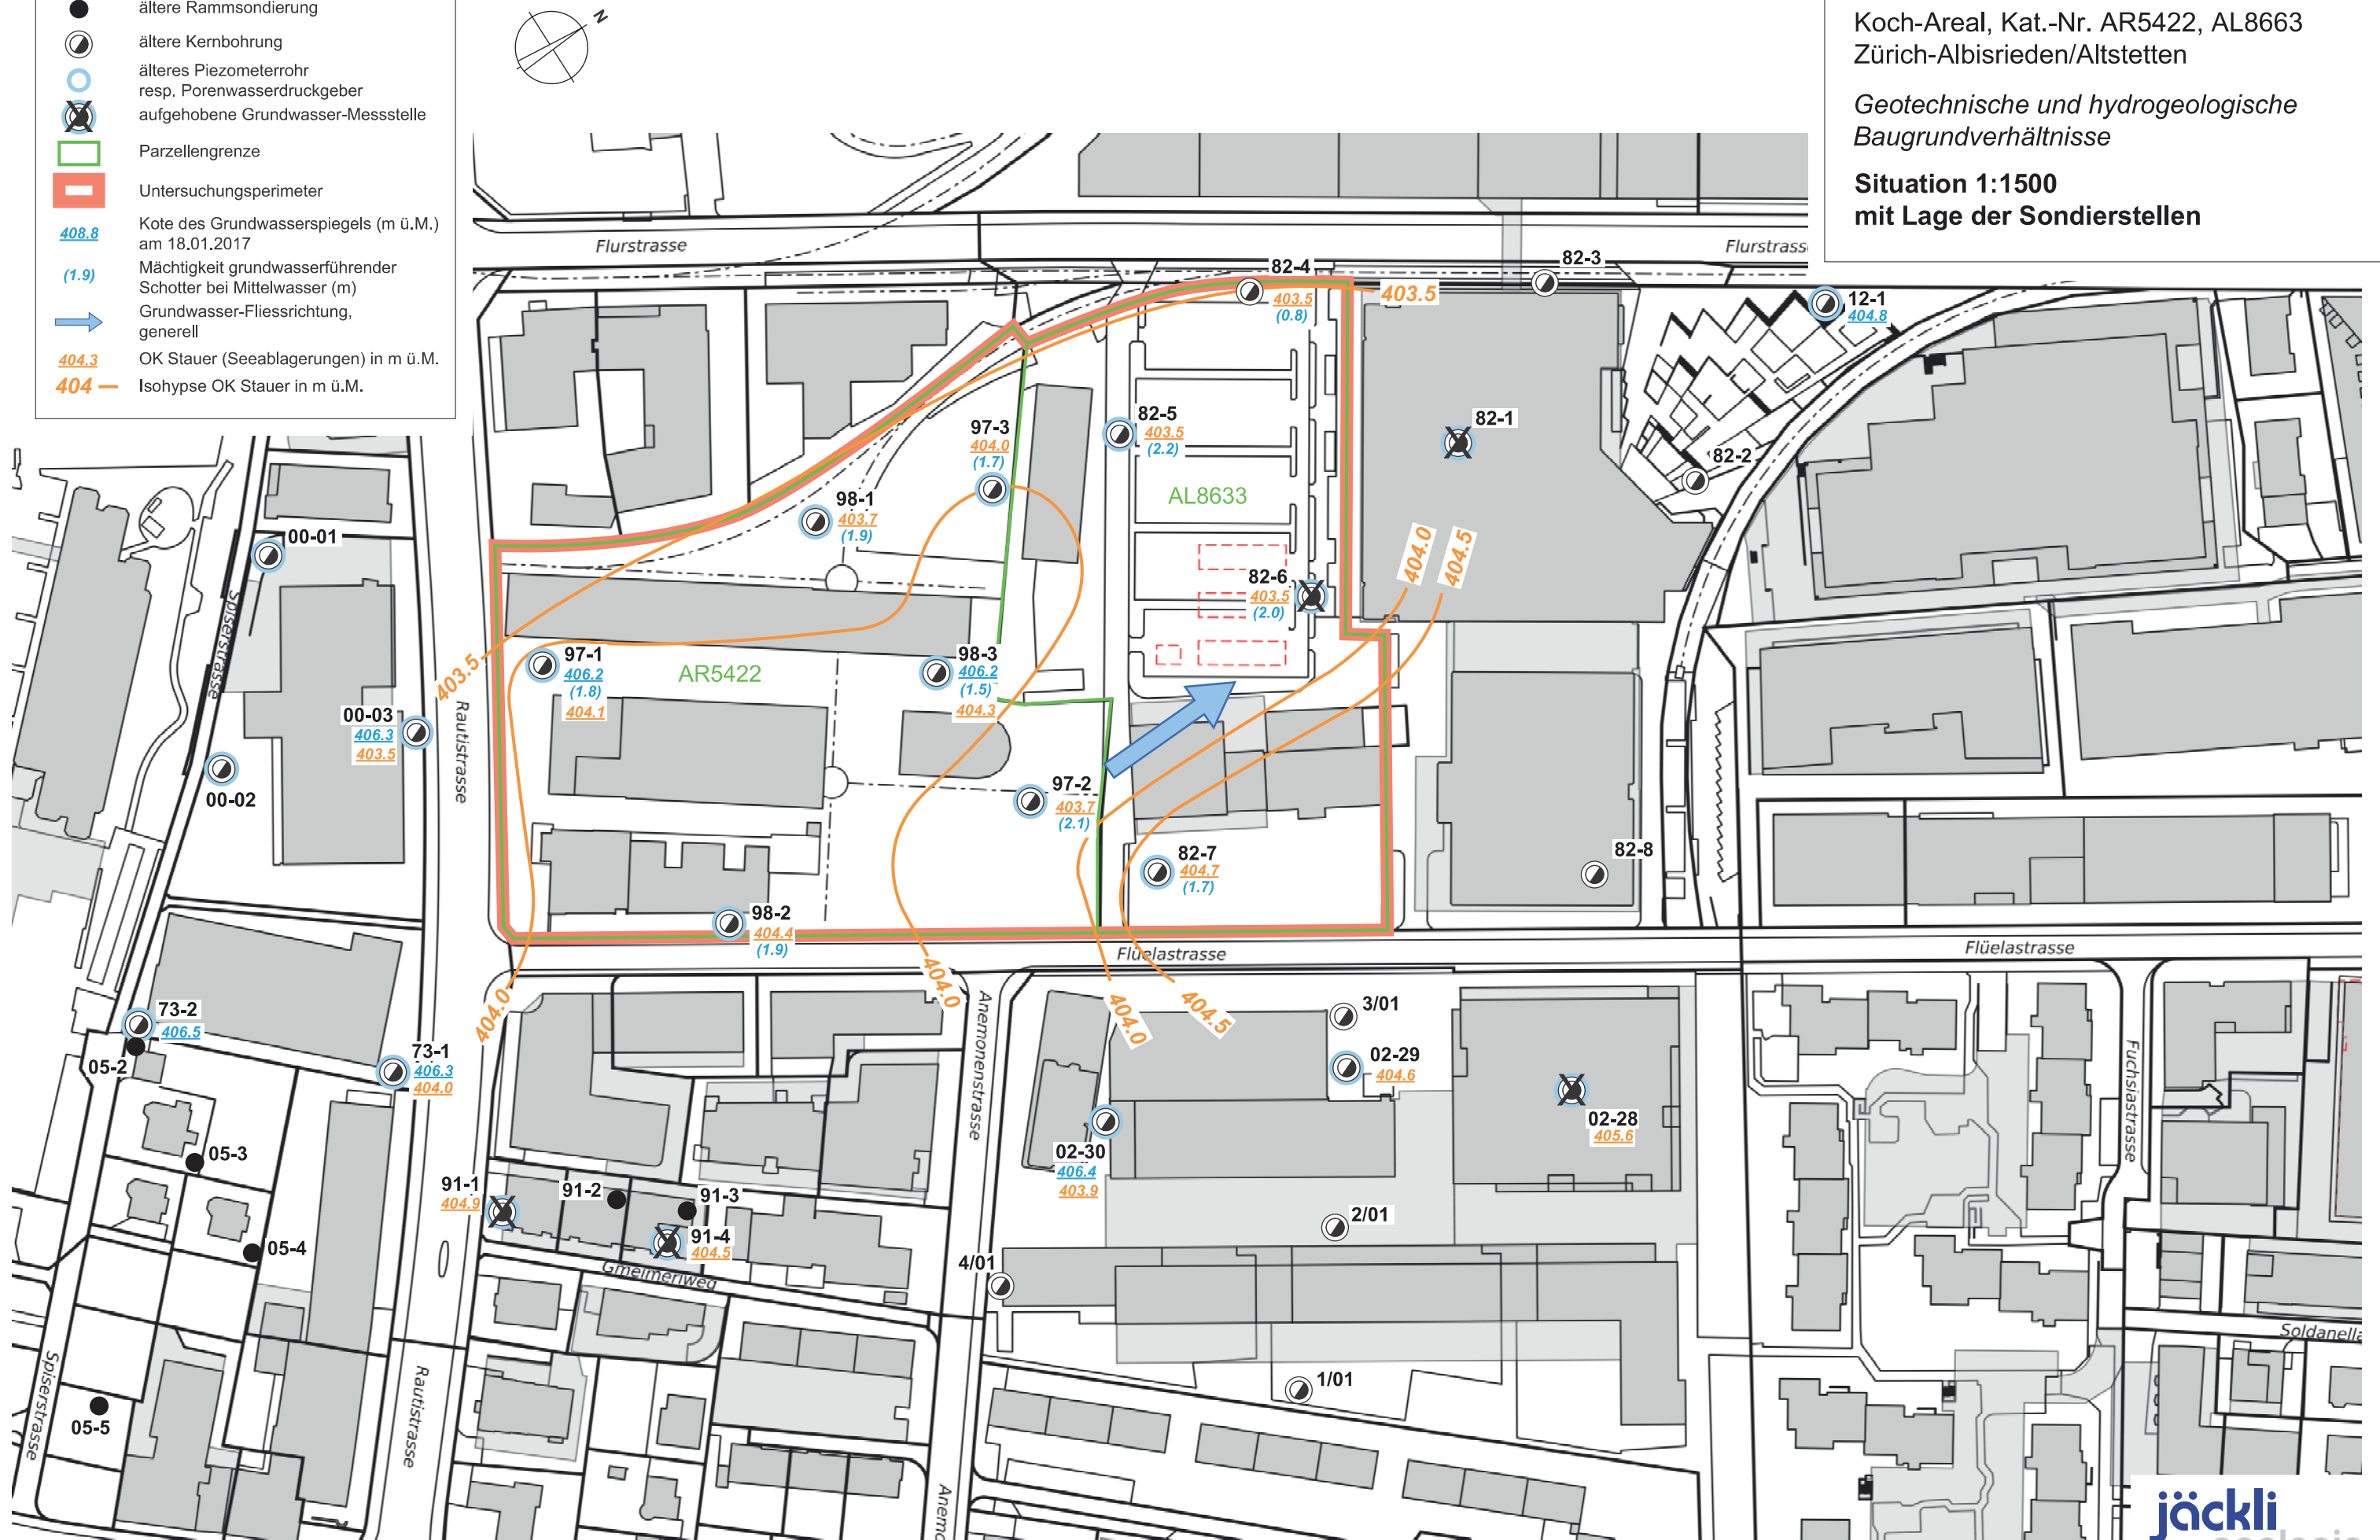 ältere Rammsondierung
ältere Kernbohrung
älteres Piezometerrohr
resp. Porenwasserdruckgeber
aufgehobene Grundwasser-Messstelle
Parzellengrenze
Untersuchungsperimeter
408.8 Kote des Grundwasserspiegels (m ü.M.)
am 18.01.2017
(1.9) Mächtigkeit grundwasserführender
Schotter bei Mittelwasser (m)
Grundwasser-Fliessrichtung,
generell
404.3 OK Stauer (Seeablagerungen) in m ü.M.
404 Isohypse OK Stauer in m ü.M.
N
Koch-Areal, Kat.-Nr. AR5422, AL8663
Zürich-Albisrieden/Altstetten
Geotechnische und hydrogeologische
Baugrundverhältnisse
Situation 1:1500
mit Lage der Sondierstellen
Flurstrasse
Flurstrass
82-4
403.5
(0.8)
403.5
82-3
12-1
404.8
82-5
403.5
(2.2)
97-3
404.0
(1.7)
82-1
82-2
98-1
403.7
(1.9)
AL8633
00-01
82-6
403.5
(2.0)
404.0
404.5
Spiserstrasse
403.5
97-1
406.2
(1.8)
404.1
AR5422
98-3
406.2
(1.5)
404.3
00-03
406.3
403.5
Rautistrasse
00-02
97-2
403.7
(2.1)
82-7
404.7
(1.7)
82-8
98-2
404.4
(1.9)
Flüelastrasse
Flüelastrasse
404.0
404.0
404.0
404.5
Anemonenstrasse
73-2
406.5
05-2
73-1
406.3
404.0
3/01
02-29
404.6
02-28
405.6
02-30
406.4
403.9
Fuchsiastrasse
05-3
91-1
404.9
91-2
91-3
91-4
404.5
05-4
2/01
4/01
Gmeimeriweg
Soldanella
Spiserstrasse
Rautistrasse
05-5
1/01
Anemo
jäckli